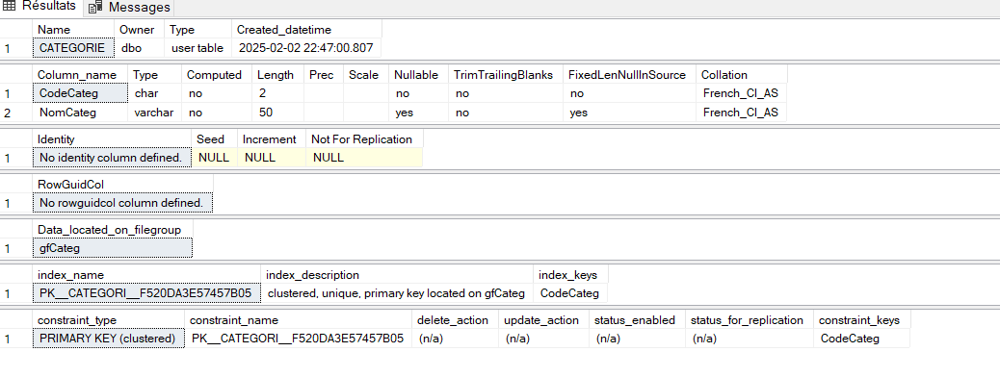 Résultats Messages
Name Owner Type Created_datetime
1 CATEGORIE dbo user table 2025-02-02 22:47:00.807
Column_name Type Computed Length Prec Scale Nullable TrimTrailingBlanks FixedLenNullInSource Collation
1 CodeCateg char no 2 no no no French_CI_AS
2 NomCateg varchar no 50 yes no yes French_CI_AS
Identity Seed Increment Not For Replication
1 No identity column defined. NULL NULL NULL
RowGuidCol
1 No rowguidcol column defined.
Data_located_on_filegroup
1 gfCateg
index_name index_description index_keys
1 PK__CATEGORI__F520DA3E57457B05 clustered, unique, primary key located on gfCateg CodeCateg
constraint_type constraint_name delete_action update_action status_enabled status_for_replication constraint_keys
1 PRIMARY KEY (clustered) PK__CATEGORI__F520DA3E57457B05 (n/a) (n/a) (n/a) (n/a) CodeCateg